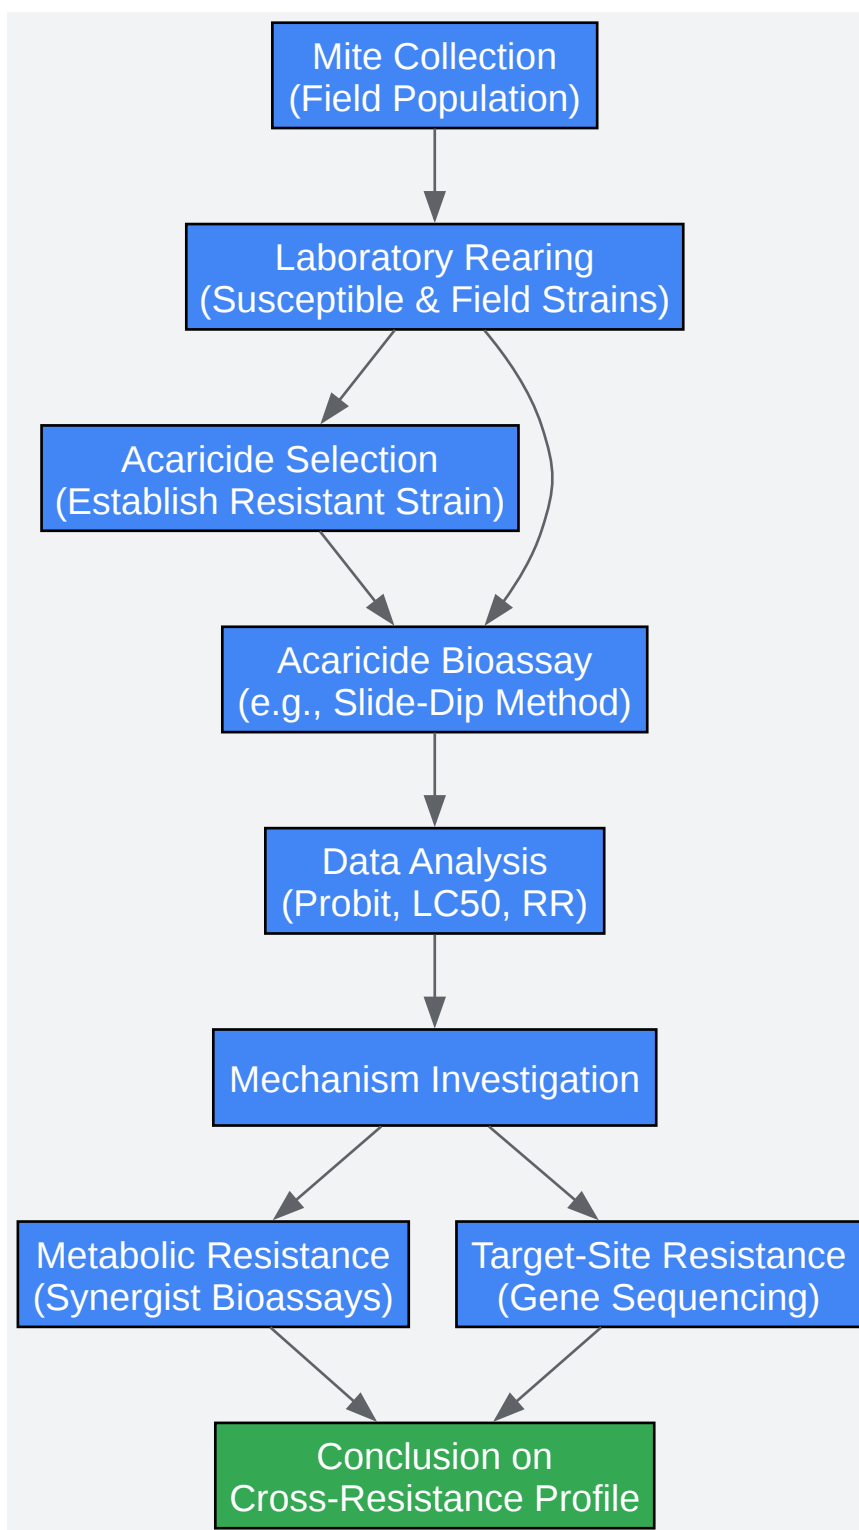 Mite Collection
(Field Population)
Laboratory Rearing
(Susceptible & Field Strains)
Acaricide Selection
(Establish Resistant Strain)
Acaricide Bioassay
(e.g., Slide-Dip Method)
Data Analysis
(Probit, LC50, RR)
Mechanism Investigation
Metabolic Resistance
(Synergist Bioassays)
Target-Site Resistance
(Gene Sequencing)
Conclusion on
Cross-Resistance Profile